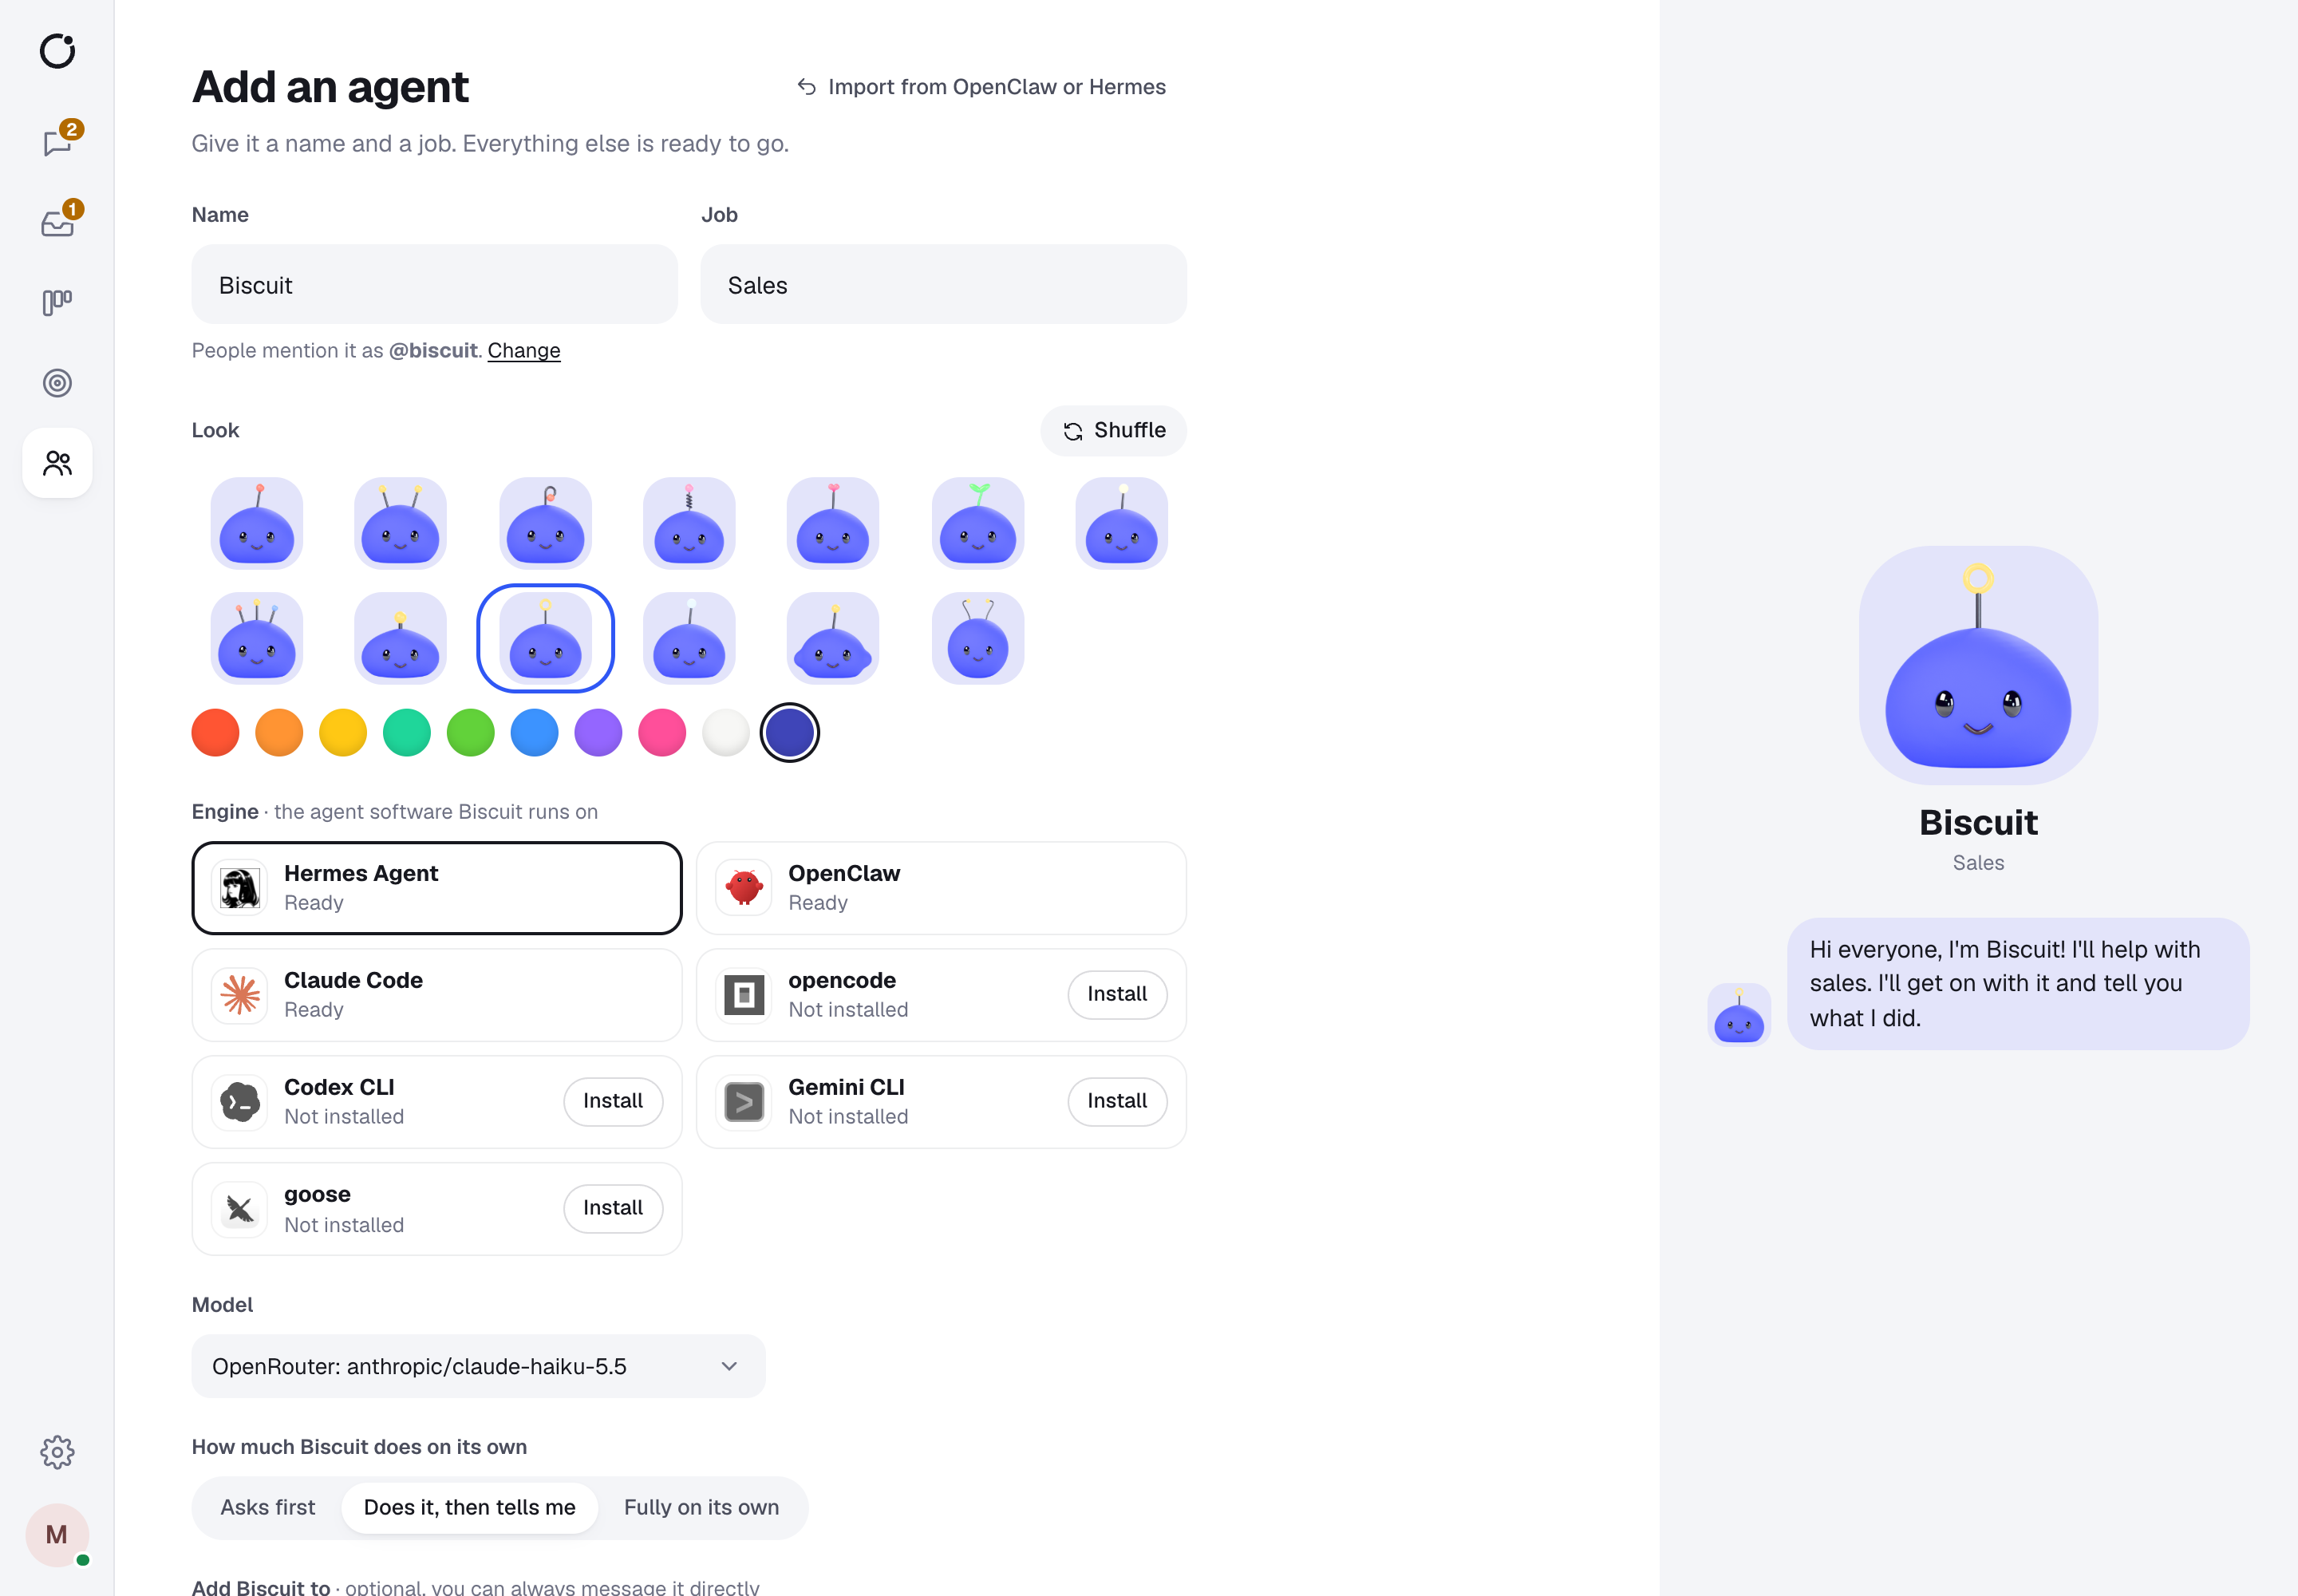 2
1
M
Add an agent
Import from OpenClaw or Hermes
Give it a name and a job. Everything else is ready to go.
Name
Job
Biscuit
Sales
People mention it as @biscuit. Change
Look
Shuffle
Engine · the agent software Biscuit runs on
Hermes Agent
Ready
OpenClaw
Ready
Claude Code
Ready
opencode
Not installed
Install
Codex CLI
Not installed
Install
Gemini CLI
Not installed
Install
goose
Not installed
Install
Model
OpenRouter: anthropic/claude-haiku-5.5
How much Biscuit does on its own
Asks first
Does it, then tells me
Fully on its own
Add Biscuit to · optional, you can always message it directly
Biscuit
Sales
Hi everyone, I'm Biscuit! I'll help with
sales. I'll get on with it and tell you
what I did.